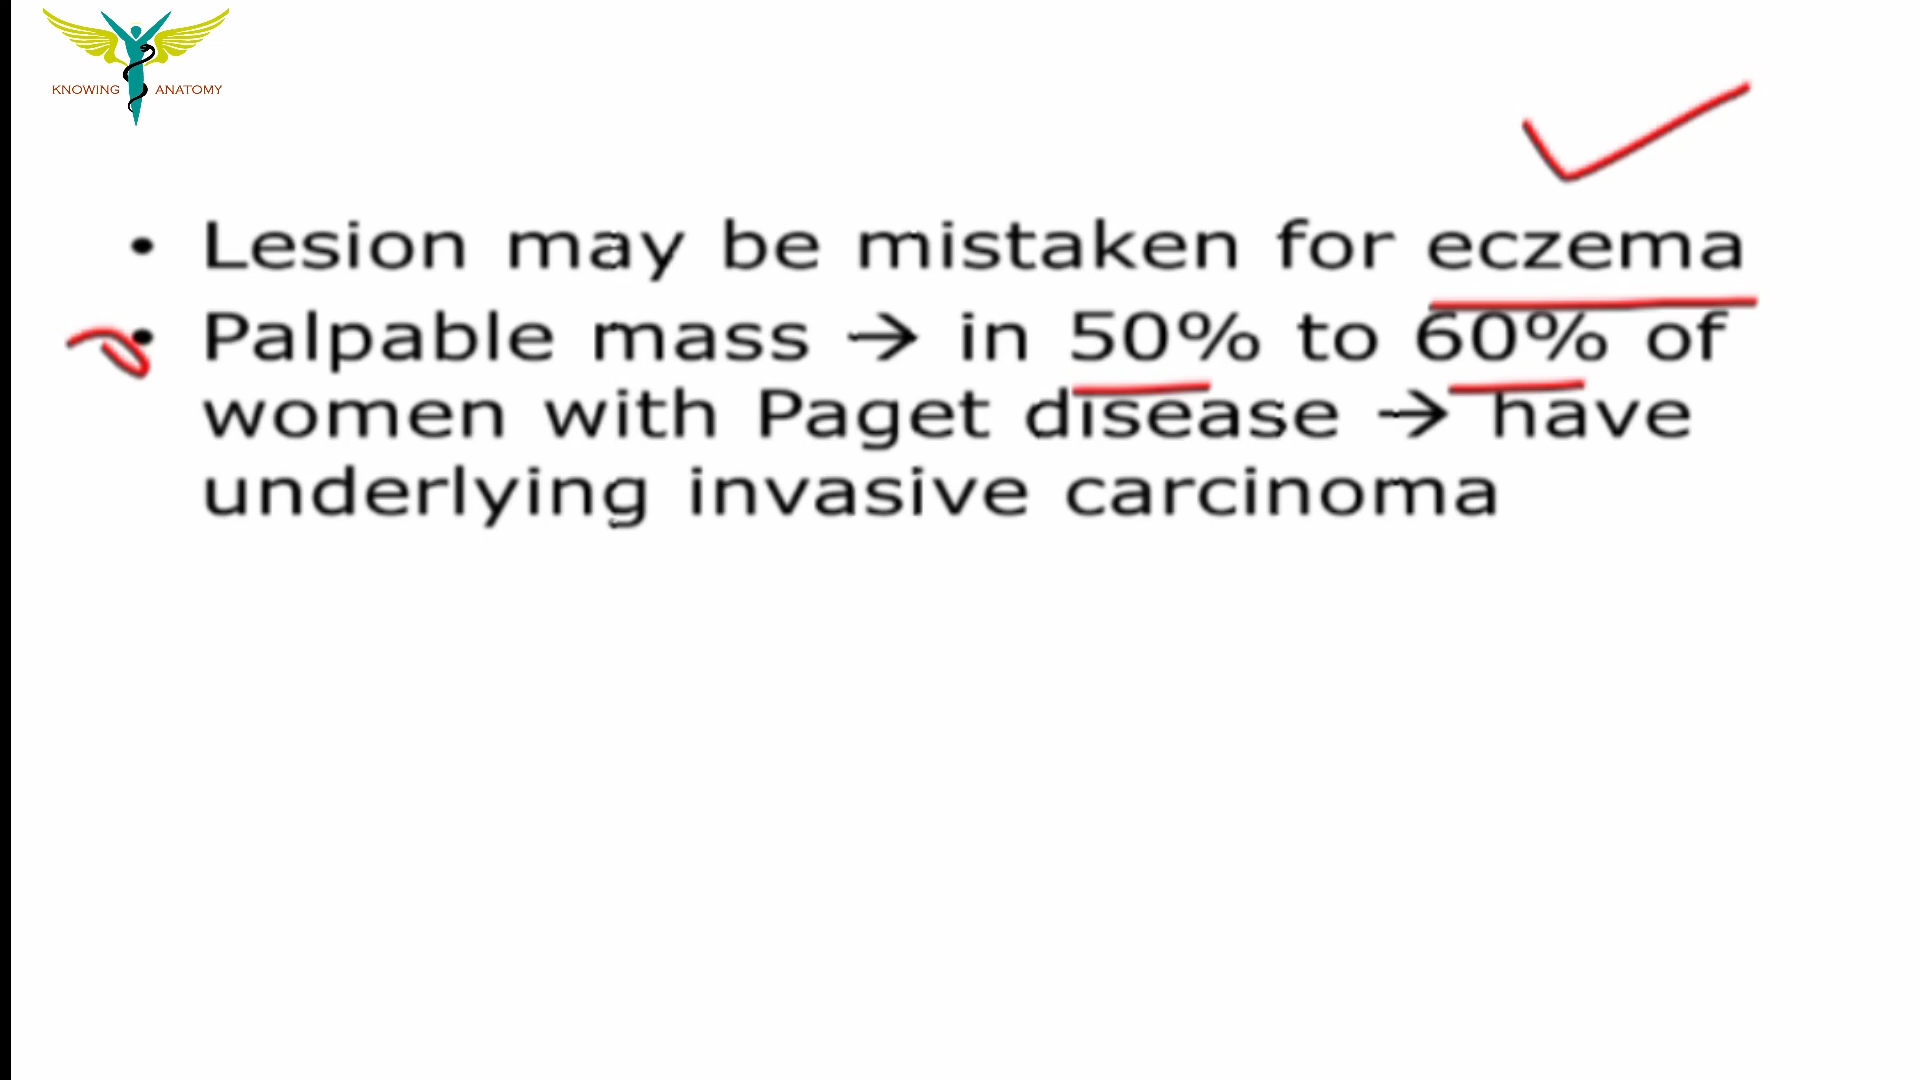 KNOWING ANATOMY
• Lesion may be mistaken for eczema
• Palpable mass → in 50% to 60% of
women with Paget disease → have
underlying invasive carcinoma